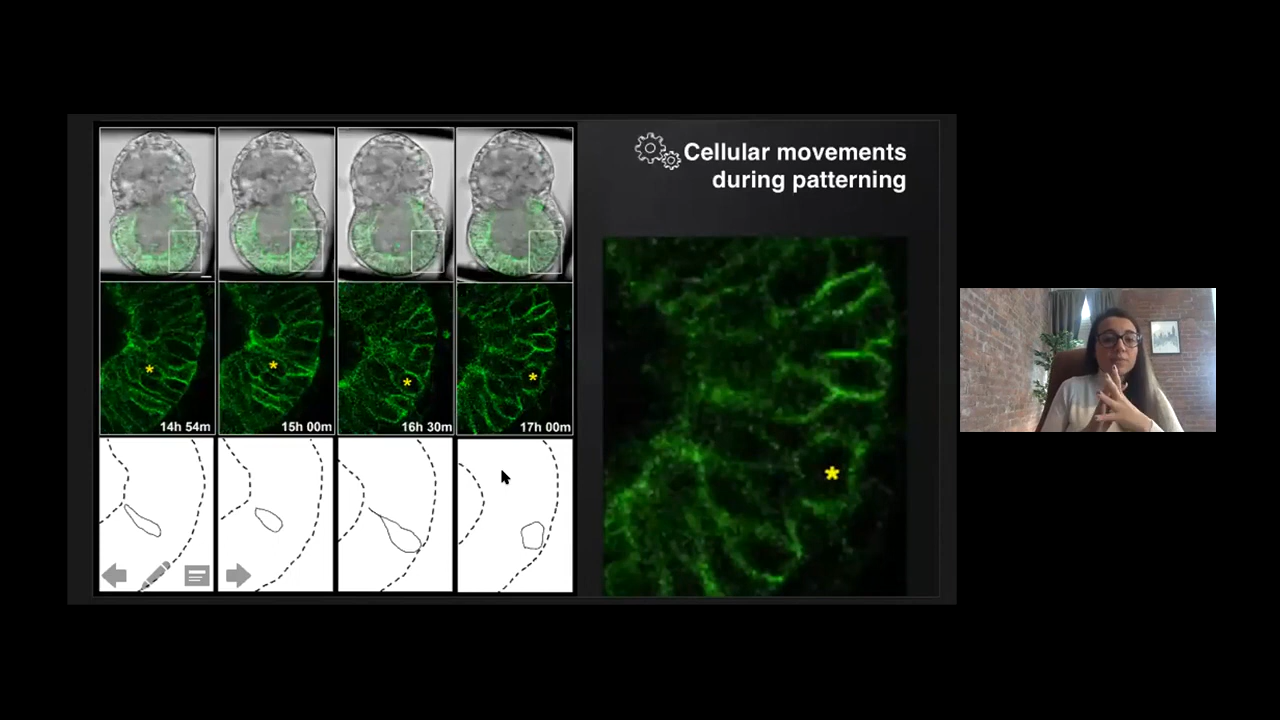 Cellular movements
during patterning
*
*
*
*
14h 54m
15h 00m
16h 30m
17h 00m
*